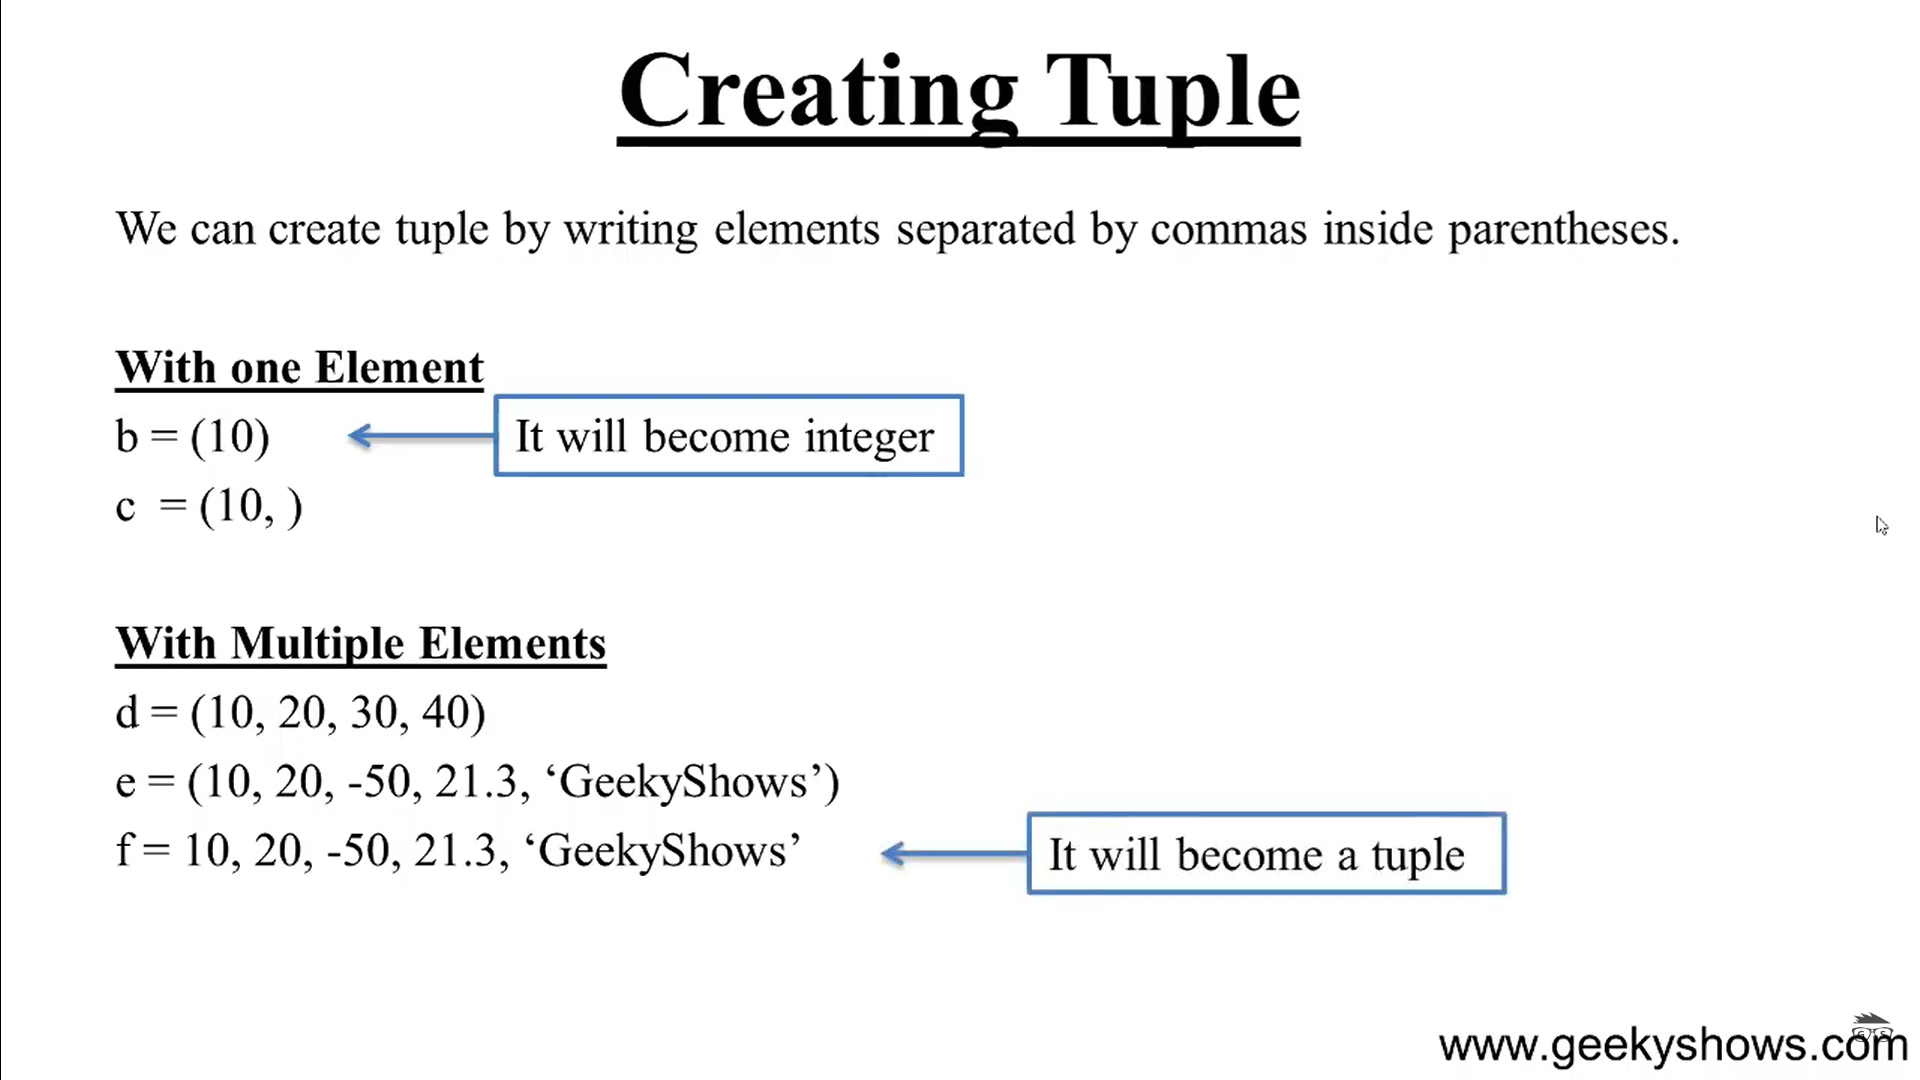 Creating Tuple
We can create tuple by writing elements separated by commas inside parentheses.
With one Element
b = (10)
It will become integer
c = (10, )
With Multiple Elements
d = (10, 20, 30, 40)
e = (10, 20, -50, 21.3, ‘GeekyShows’)
f = 10, 20, -50, 21.3, ‘GeekyShows’
It will become a tuple
www.geekyshows.com